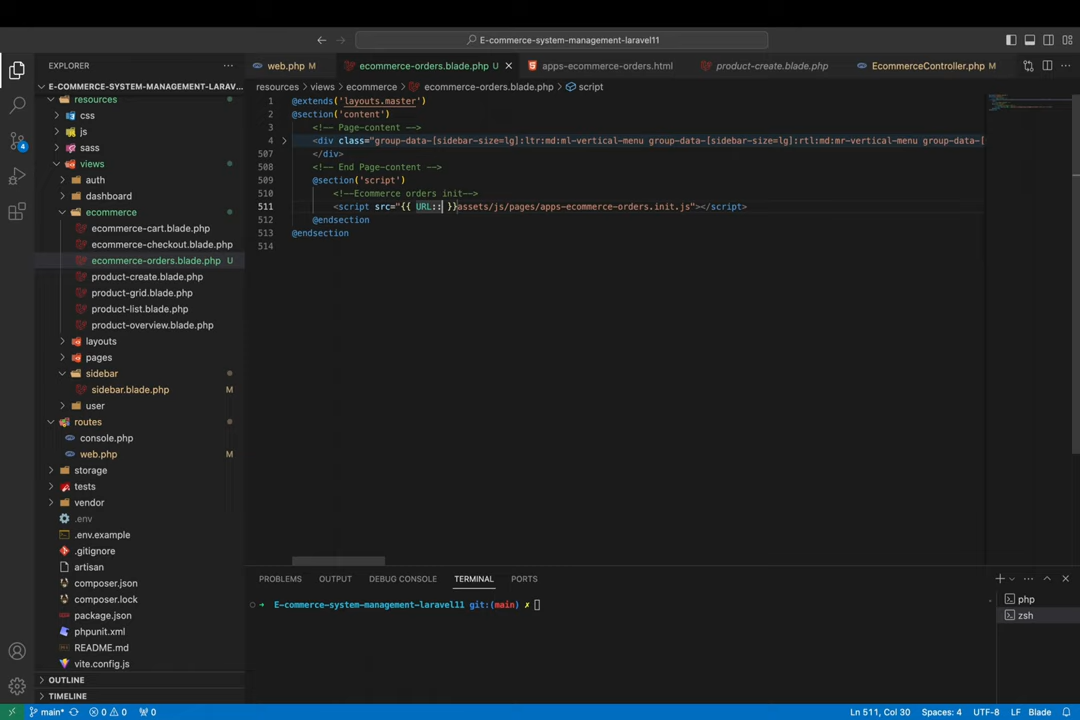 E-commerce-system-management-laravel11
EXPLORER
web.php M
ecommerce-orders.blade.php U
apps-ecommerce-orders.html
product-create.blade.php
EcommerceController.php M
E-COMMERCE-SYSTEM-MANAGEMENT-LARAV...
resources > views > ecommerce > ecommerce-orders.blade.php > script
resources
css
js
sass
views
auth
dashboard
ecommerce
ecommerce-cart.blade.php
ecommerce-checkout.blade.php
ecommerce-orders.blade.php U
product-create.blade.php
product-grid.blade.php
product-list.blade.php
product-overview.blade.php
layouts
pages
sidebar
sidebar.blade.php M
user
routes
console.php
web.php M
storage
tests
vendor
.env
.env.example
.gitignore
artisan
composer.json
composer.lock
package.json
phpunit.xml
README.md
vite.config.js
OUTLINE
TIMELINE
4
1 @extends('layouts.master')
2 @section('content')
3 <!-- Page-content -->
4 <div class="group-data-[sidebar-size=lg]:ltr:md:ml-vertical-menu group-data-[sidebar-size=lg]:rtl:md:mr-vertical-menu group-data-[
507 </div>
508 <!-- End Page-content -->
509 @section('script')
510 <!--Ecommerce orders init-->
511 <script src="{{ URL:: }}assets/js/pages/apps-ecommerce-orders.init.js"></script>
512 @endsection
513 @endsection
514
PROBLEMS OUTPUT DEBUG CONSOLE TERMINAL PORTS
➜ E-commerce-system-management-laravel11 git:(main) ✗
php
zsh
main* 0 0 0
Ln 511, Col 30 Spaces: 4 UTF-8 LF Blade